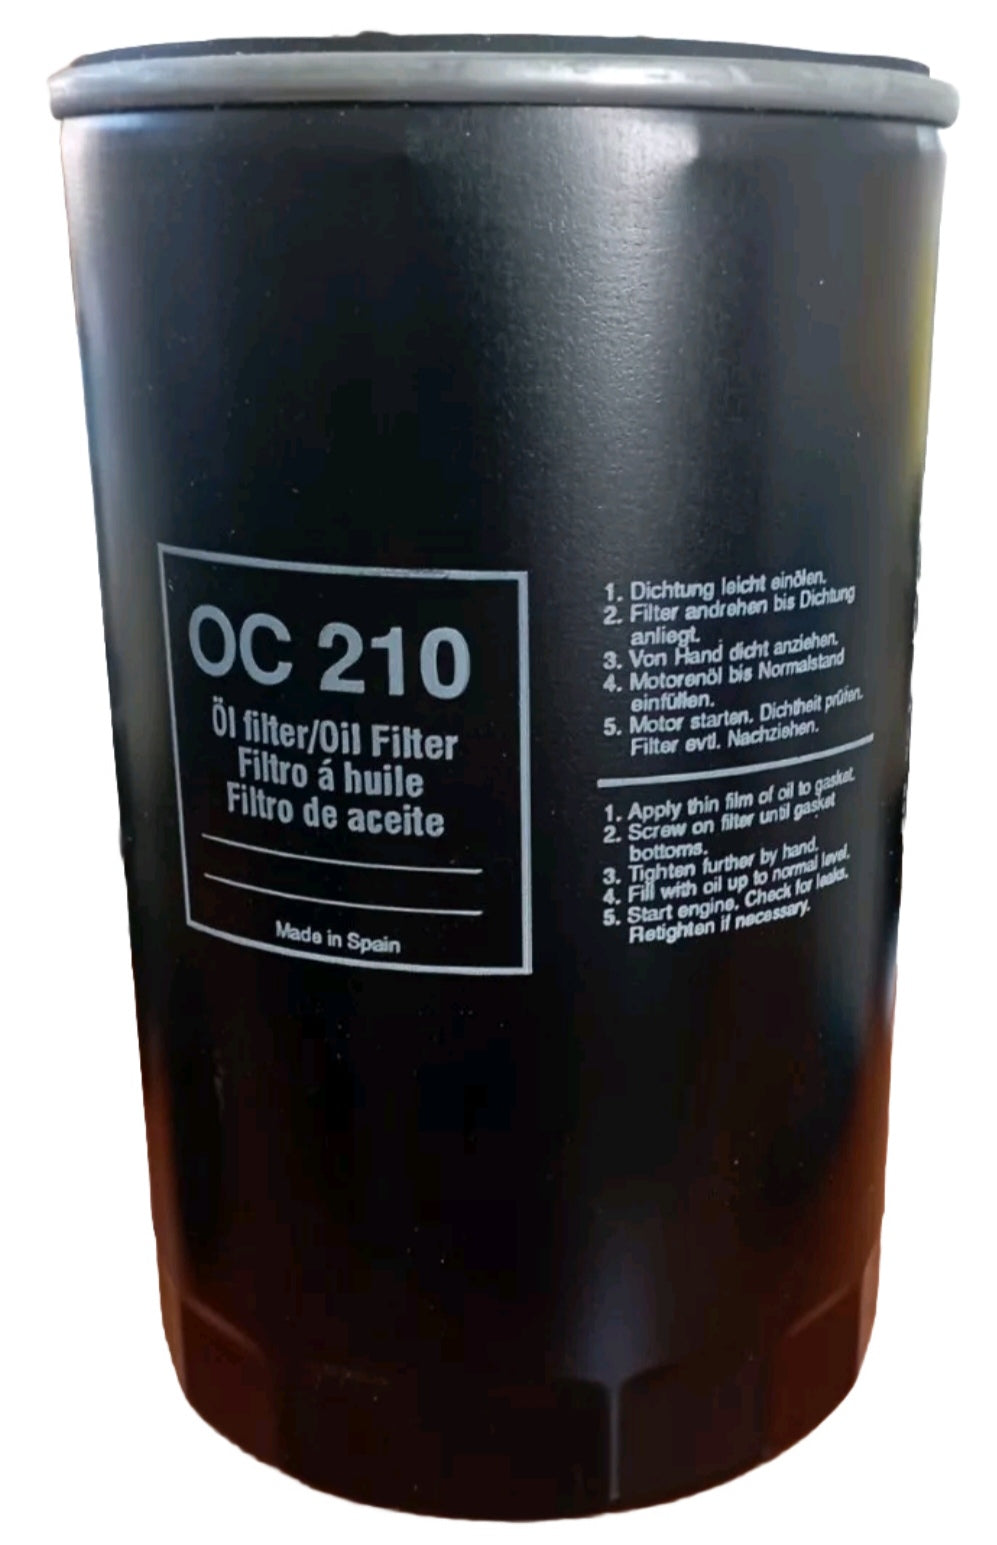 OC 210
Öl filter/Oil Filter
Filtro á huile
Filtro de aceite
Made in Spain
1. Dichtung leicht einölen.
2. Filter andrehen bis Dichtung
anliegt.
3. Von Hand dicht anziehen.
4. Motorenöl bis Normalstand
einfüllen.
5. Motor starten. Dichtheit prüfen.
Filter evtl. Nachziehen.
1. Apply thin film of oil to gasket.
2. Screw on filter until gasket
bottoms.
3. Tighten further by hand.
4. Fill with oil up to normal level.
5. Start engine. Check for leaks.
Retighten if necessary.